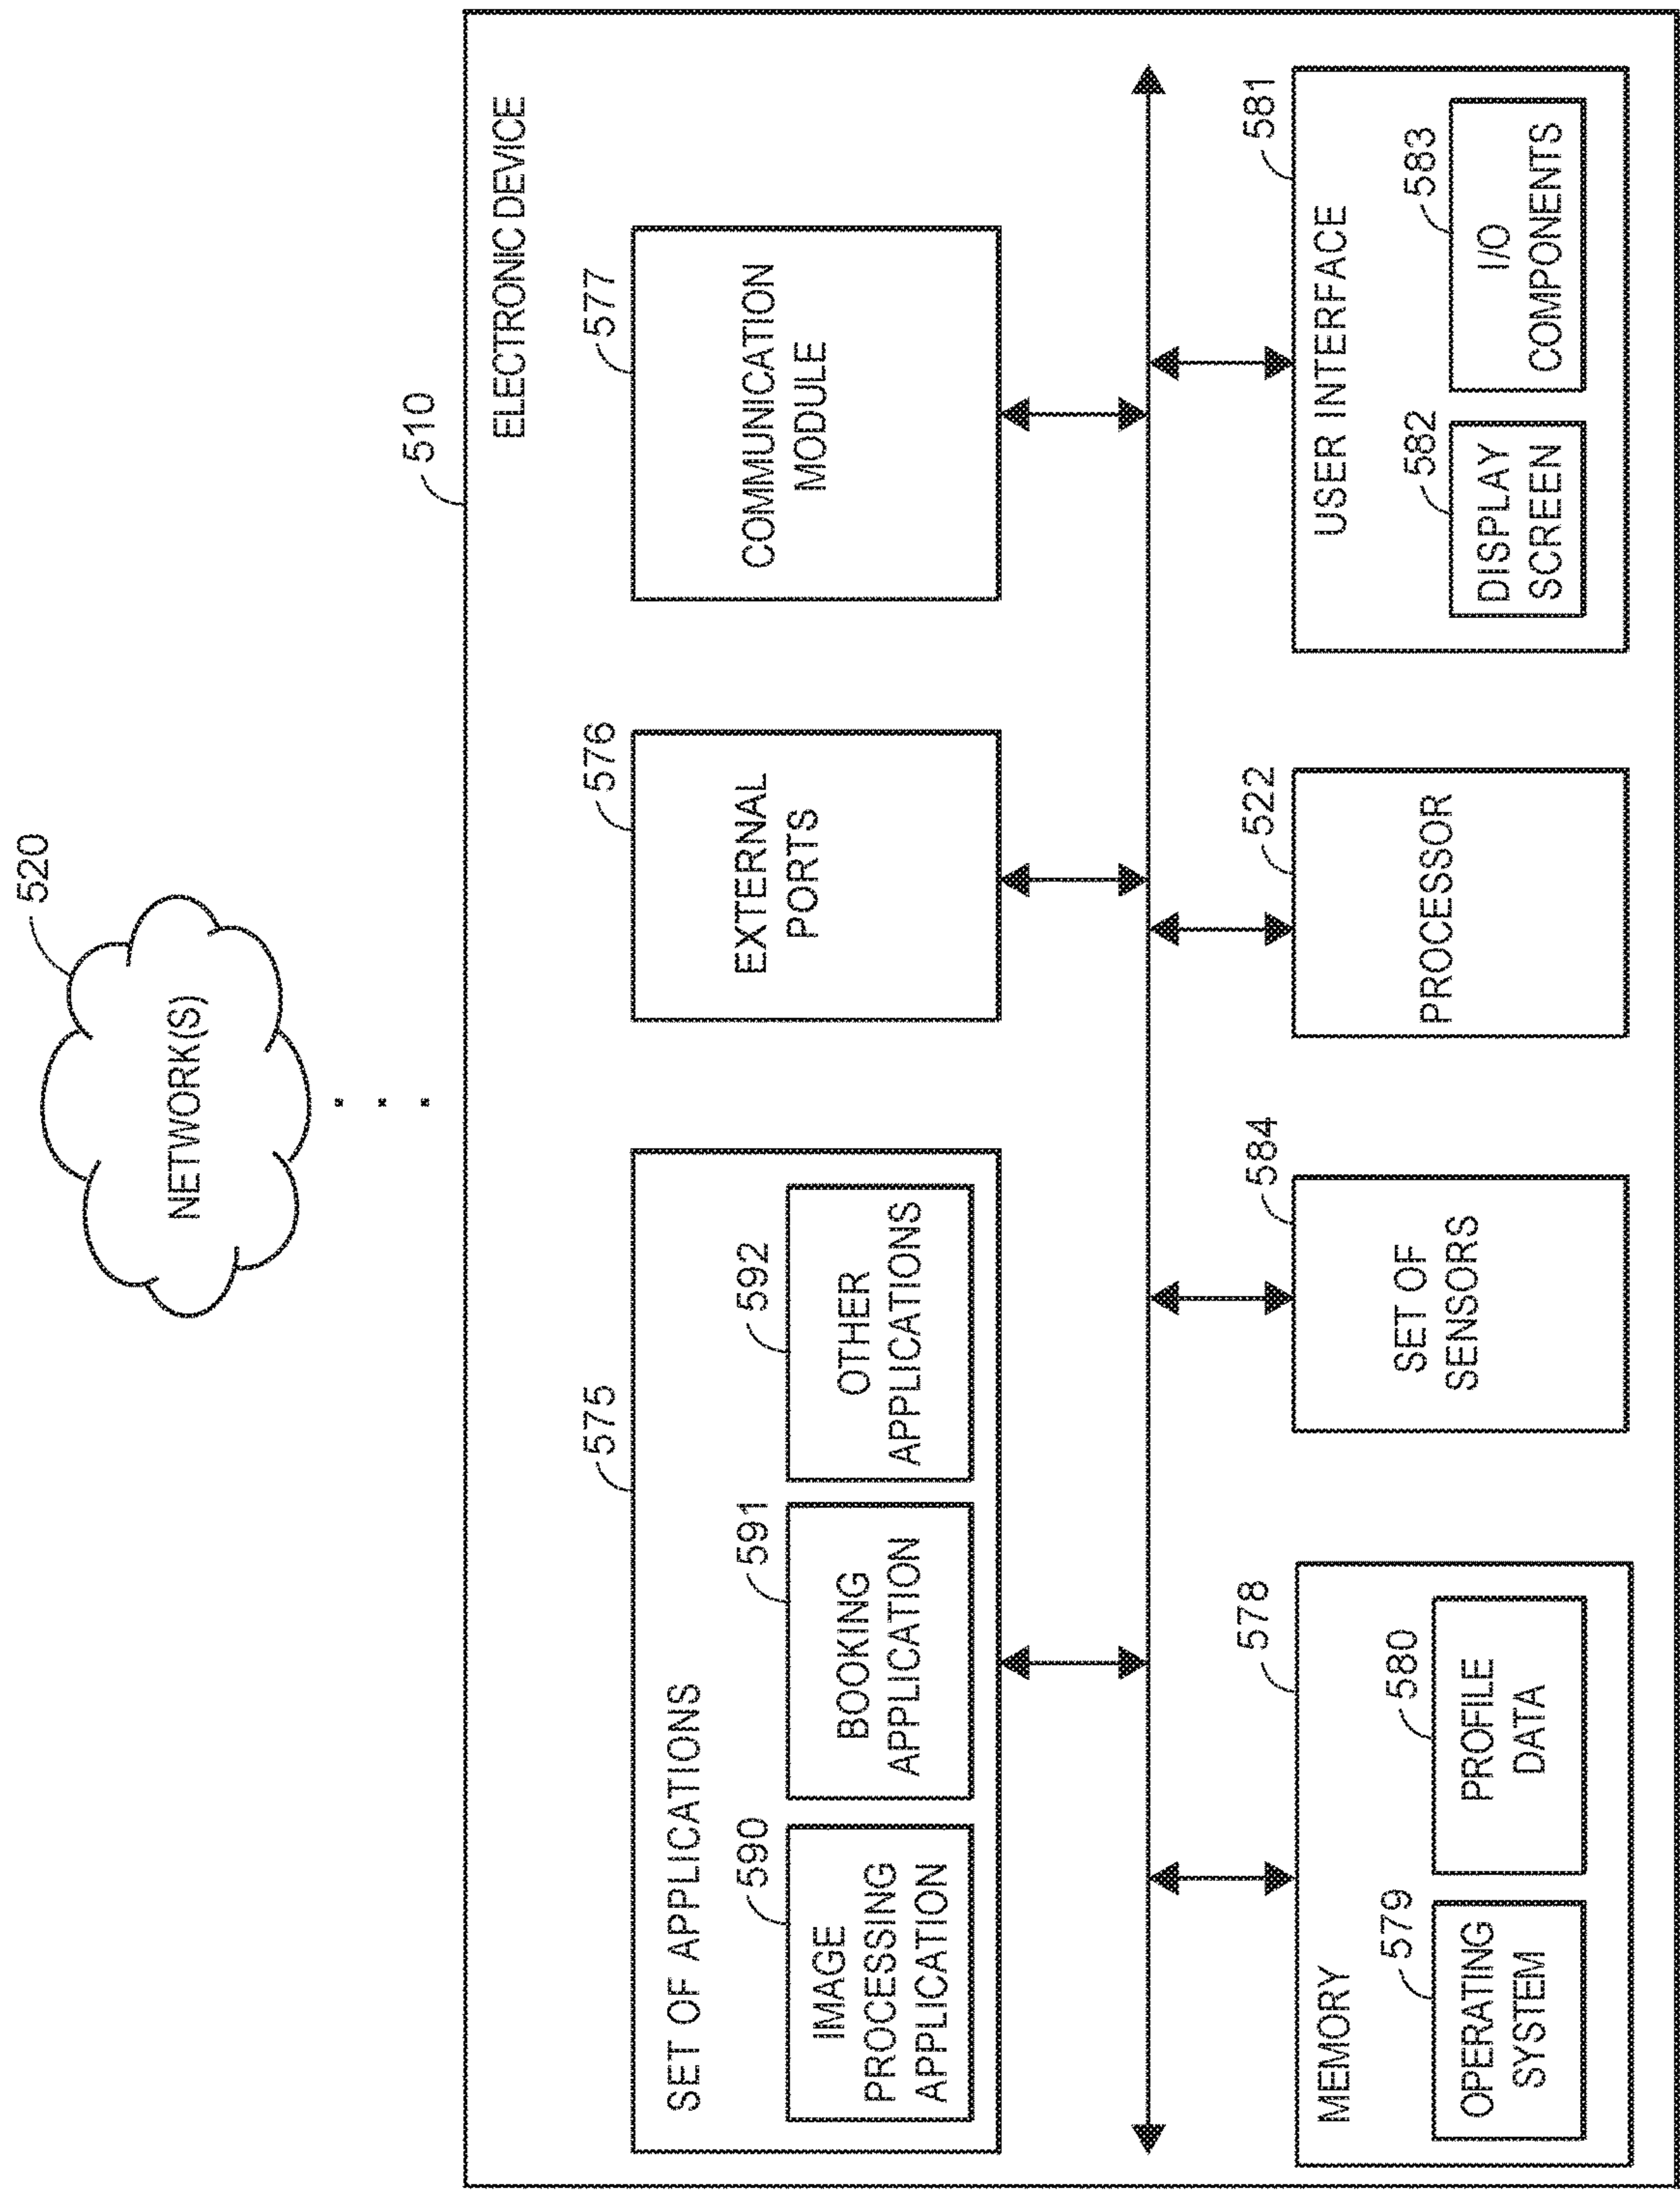 520
NETWORK(S)
510
ELECTRONIC DEVICE
575
SET OF APPLICATIONS
590
IMAGE
PROCESSING
APPLICATION
591
BOOKING
APPLICATION
592
OTHER
APPLICATIONS
576
EXTERNAL
PORTS
577
COMMUNICATION
MODULE
578
MEMORY
579
OPERATING
SYSTEM
580
PROFILE
DATA
584
SET OF
SENSORS
522
PROCESSOR
581
USER INTERFACE
582
DISPLAY
SCREEN
583
I/O
COMPONENTS